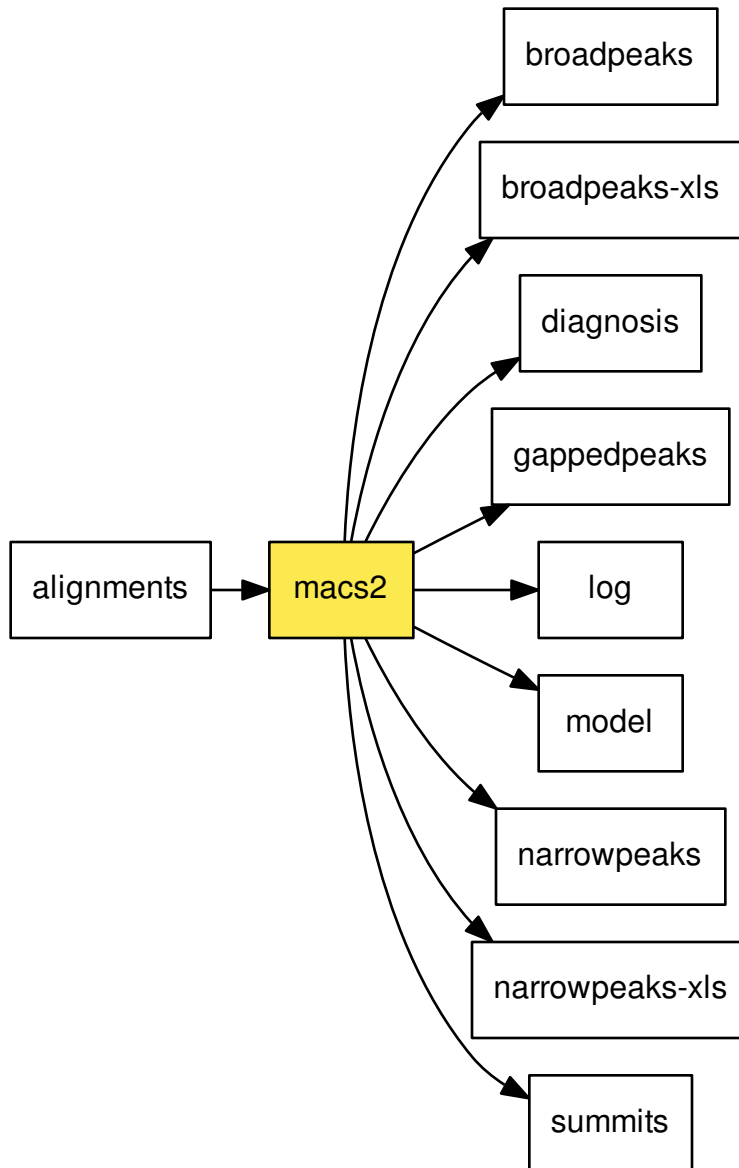 broadpeaks
broadpeaks-xls
diagnosis
gappedpeaks
alignments
macs2
log
model
narrowpeaks
narrowpeaks-xls
summits